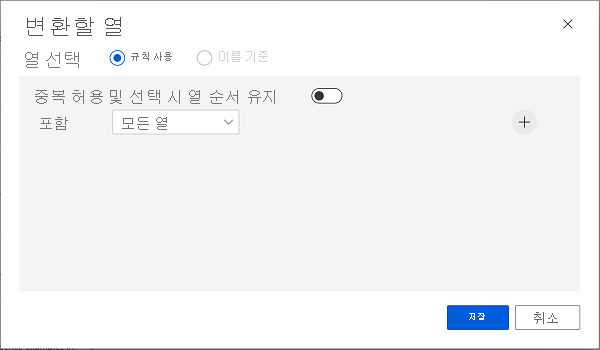 변환할 열
열 선택 규칙 사용 이름 기준
중복 허용 및 선택 시 열 순서 유지
포함 모든 열
저장 취소